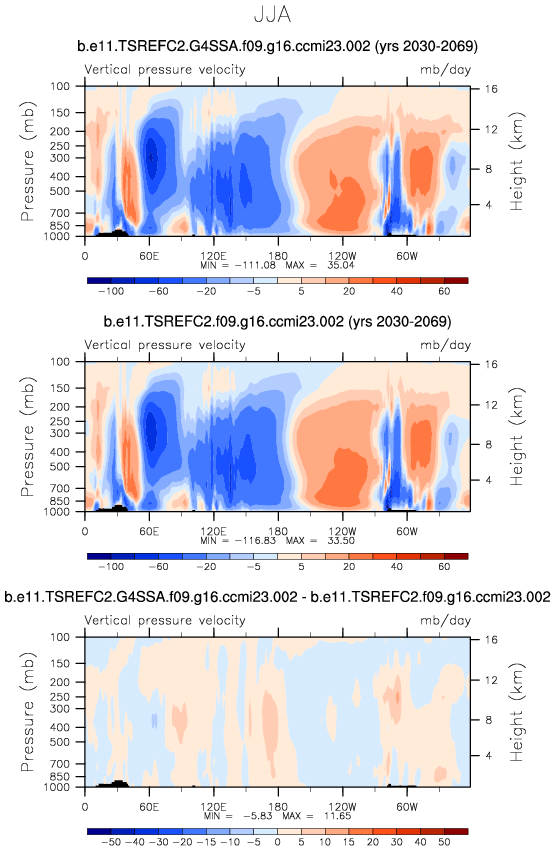 JJA
b.e11.TSREFC2.G4SSA.f09.g16.ccmi23.002 (yrs 2030-2069)
Vertical pressure velocity mb/day
Pressure (mb)
100
150
200
250
300
400
500
700
850
1000
16
12
8
4
Height (km)
0 60E 120E 180 120W 60W
MIN = -111.08 MAX = 35.04
-100 -60 -20 -5 5 20 40 60
b.e11.TSREFC2.f09.g16.ccmi23.002 (yrs 2030-2069)
Vertical pressure velocity mb/day
Pressure (mb)
100
150
200
250
300
400
500
700
850
1000
16
12
8
4
Height (km)
0 60E 120E 180 120W 60W
MIN = -116.83 MAX = 33.50
-100 -60 -20 -5 5 20 40 60
b.e11.TSREFC2.G4SSA.f09.g16.ccmi23.002 - b.e11.TSREFC2.f09.g16.ccmi23.002
Vertical pressure velocity mb/day
Pressure (mb)
100
150
200
250
300
400
500
700
850
1000
16
12
8
4
Height (km)
0 60E 120E 180 120W 60W
MIN = -5.83 MAX = 11.65
-50 -40 -30 -20 -15 -10 -5 0 5 10 15 20 30 40 50